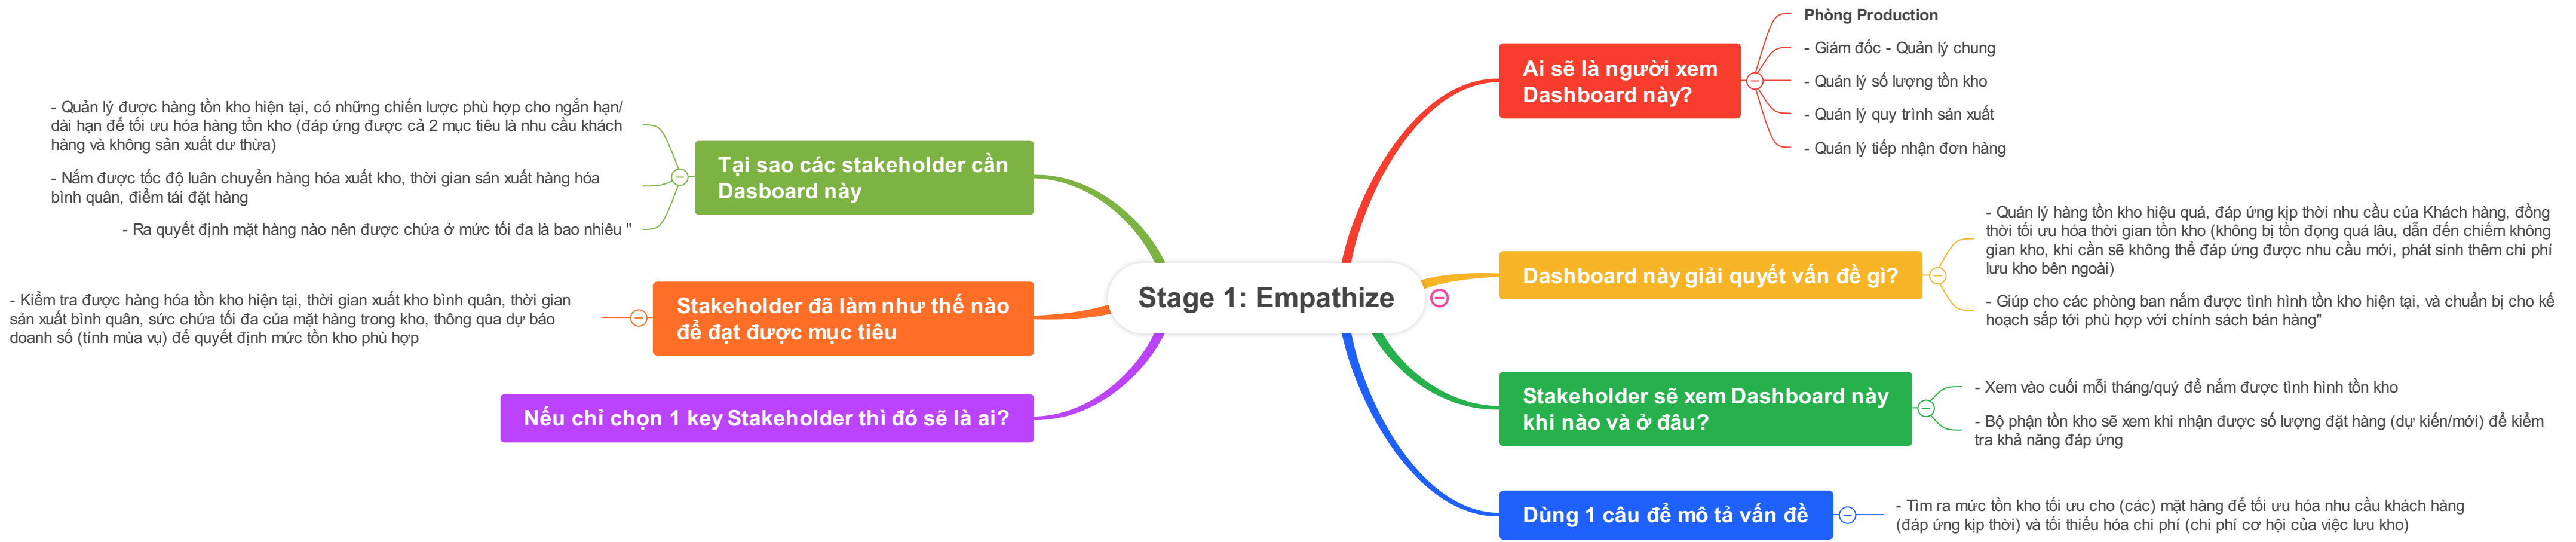 Stage 1: Empathize
Ai sẽ là người xem
Dashboard này?
Phòng Production
- Giám đốc - Quản lý chung
- Quản lý số lượng tồn kho
- Quản lý quy trình sản xuất
- Quản lý tiếp nhận đơn hàng
Dashboard này giải quyết vấn đề gì?
- Quản lý hàng tồn kho hiệu quả, đáp ứng kịp thời nhu cầu của Khách hàng, đồng
thời tối ưu hóa thời gian tồn kho (không bị tồn đọng quá lâu, dẫn đến chiếm không
gian kho, khi cần sẽ không thể đáp ứng được nhu cầu mới, phát sinh thêm chi phí
lưu kho bên ngoài)
- Giúp cho các phòng ban nắm được tình hình tồn kho hiện tại, và chuẩn bị cho kế
hoạch sắp tới phù hợp với chính sách bán hàng"
Stakeholder sẽ xem Dashboard này
khi nào và ở đâu?
- Xem vào cuối mỗi tháng/quý để nắm được tình hình tồn kho
- Bộ phận tồn kho sẽ xem khi nhận được số lượng đặt hàng (dự kiến/mới) để kiểm
tra khả năng đáp ứng
Dùng 1 câu để mô tả vấn đề
- Tìm ra mức tồn kho tối ưu cho (các) mặt hàng để tối ưu hóa nhu cầu khách hàng
(đáp ứng kịp thời) và tối thiểu hóa chi phí (chi phí cơ hội của việc lưu kho)
Tại sao các stakeholder cần
Dasboard này
- Quản lý được hàng tồn kho hiện tại, có những chiến lược phù hợp cho ngắn hạn/
dài hạn để tối ưu hóa hàng tồn kho (đáp ứng được cả 2 mục tiêu là nhu cầu khách
hàng và không sản xuất dư thừa)
- Nắm được tốc độ luân chuyển hàng hóa xuất kho, thời gian sản xuất hàng hóa
bình quân, điểm tái đặt hàng
- Ra quyết định mặt hàng nào nên được chứa ở mức tối đa là bao nhiêu "
Stakeholder đã làm như thế nào
để đạt được mục tiêu
- Kiểm tra được hàng hóa tồn kho hiện tại, thời gian xuất kho bình quân, thời gian
sản xuất bình quân, sức chứa tối đa của mặt hàng trong kho, thông qua dự báo
doanh số (tính mùa vụ) để quyết định mức tồn kho phù hợp
Nếu chỉ chọn 1 key Stakeholder thì đó sẽ là ai?